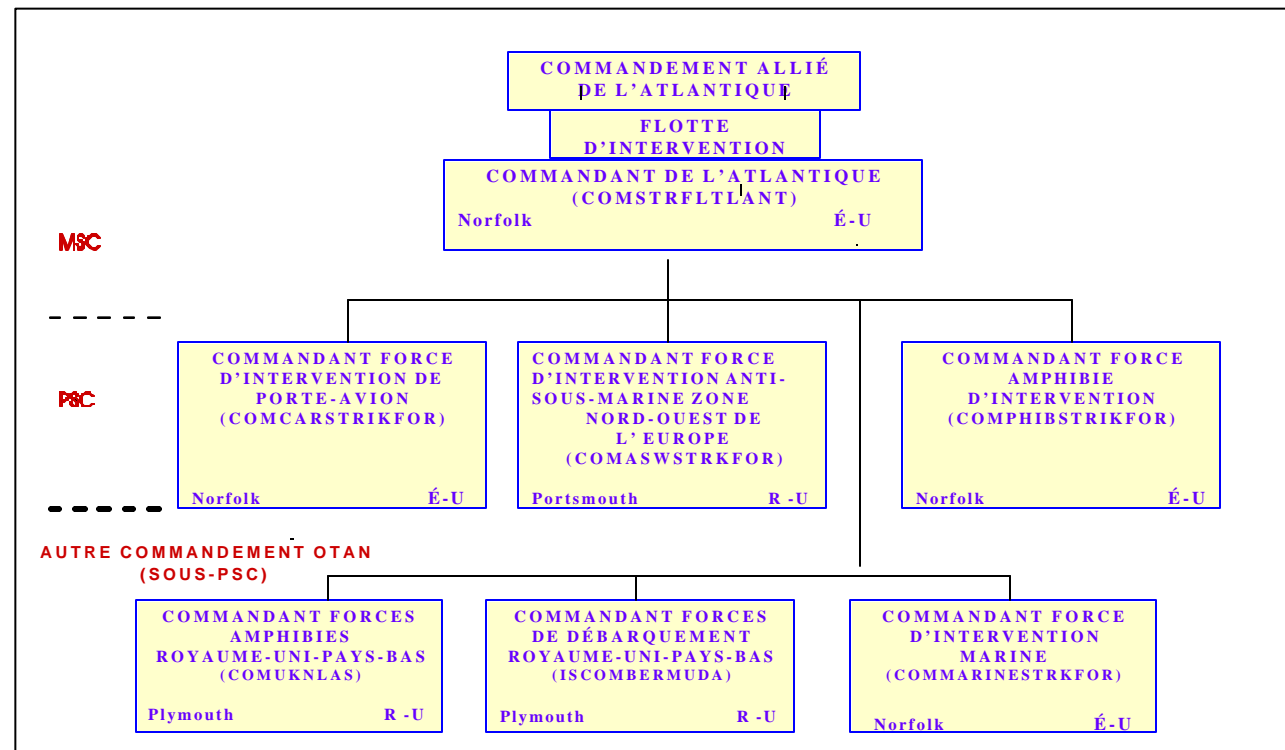 COMMANDEMENT ALLIÉ
DE L'ATLANTIQUE
FLOTTE
D'INTERVENTION
COMMANDANT DE L'ATLANTIQUE
(COMSTRFLTLANT)
Norfolk É-U
MSC
PSC
COMMANDANT FORCE
D'INTERVENTION DE
PORTE-AVION
(COMCARSTRIKFOR)
Norfolk É-U
COMMANDANT FORCE
D'INTERVENTION ANTI-
SOUS-MARINE ZONE
NORD-OUEST DE
L'EUROPE
(COMASWSTRKFOR)
Portsmouth R -U
COMMANDANT FORCE
AMPHIBIE
D'INTERVENTION
(COMPHIBSTRIKFOR)
Norfolk É-U
AUTRE COMMANDEMENT OTAN
(SOUS-PSC)
COMMANDANT FORCES
AMPHIBIES
ROYAUME-UNI-PAYS-BAS
(COMUKNLAS)
Plymouth R -U
COMMANDANT FORCES
DE DÉBARQUEMENT
ROYAUME-UNI-PAYS-BAS
(ISCOMBERMUDA)
Plymouth R -U
COMMANDANT FORCE
D'INTERVENTION
MARINE
(COMMARINESTRKFOR)
Norfolk É-U